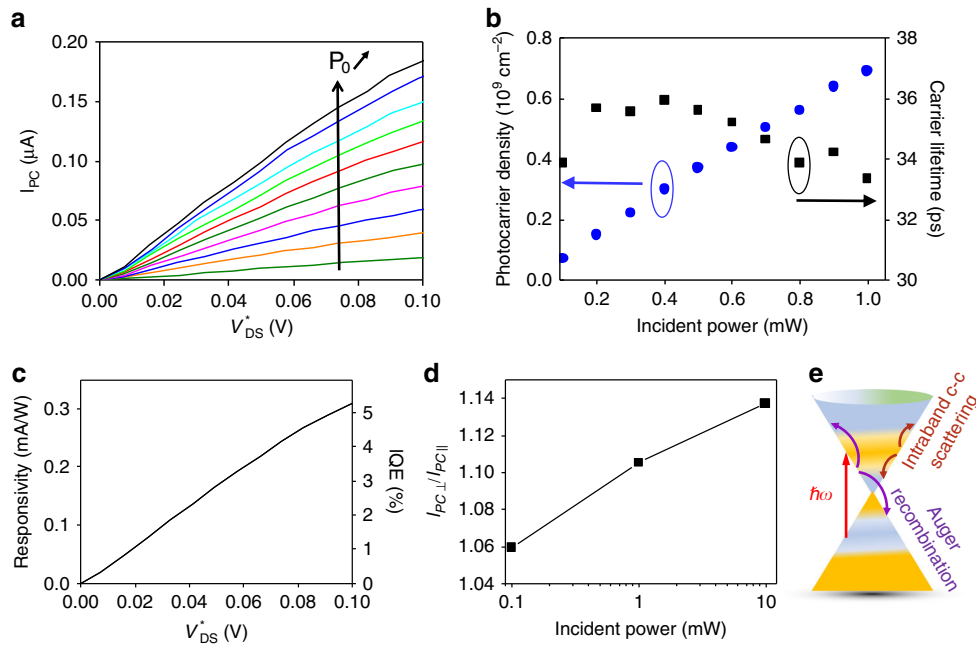 a
0.20
0.15
0.10
0.05
0.00
I_PC (μA)
P_0
0.00
0.02
0.04
0.06
0.08
0.10
V*_DS (V)
b
0.8
0.6
0.4
0.2
0.0
Photocarrier density (10⁹ cm⁻²)
38
36
34
32
30
Carrier lifetime (ps)
0.2
0.4
0.6
0.8
1.0
Incident power (mW)
c
0.3
0.2
0.1
0.0
Responsivity (mA/W)
5
4
3
2
1
0
IQE (%)
0.00
0.02
0.04
0.06
0.08
0.10
V*_DS (V)
d
1.14
1.12
1.10
1.08
1.06
1.04
I_PC⊥/I_PC||
0.1
1
10
Incident power (mW)
e
Intraband c-c
scattering
ħω
Auger
recombination